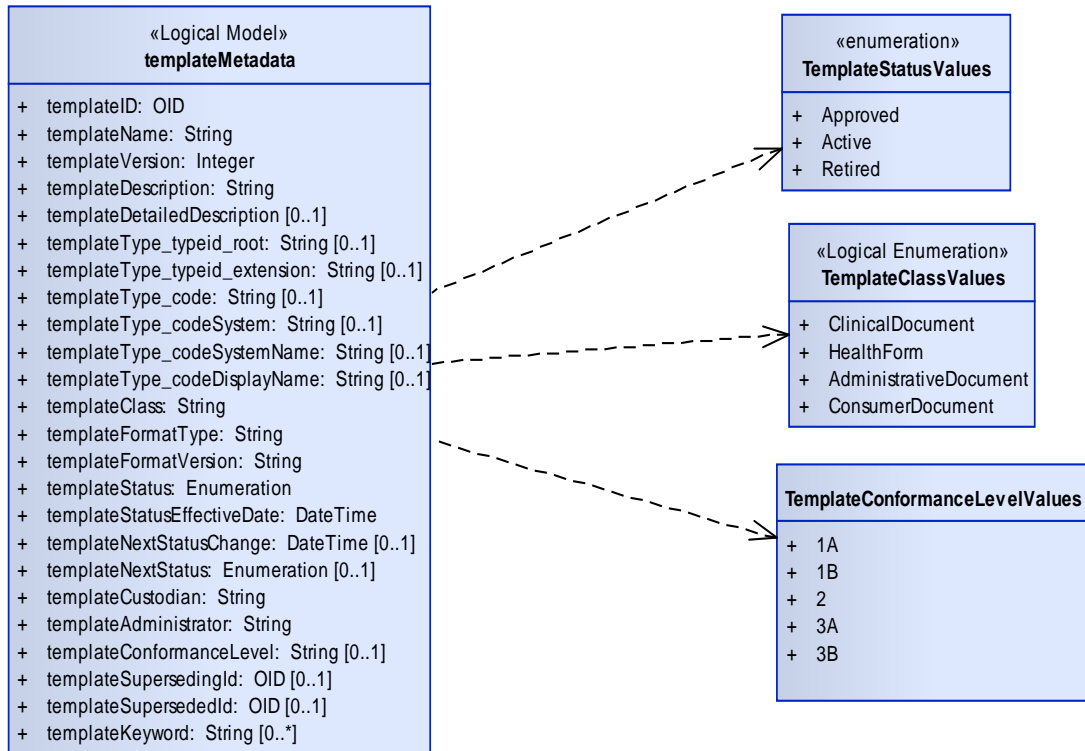 «Logical Model»
templateMetadata
+ templateID: OID
+ templateName: String
+ templateVersion: Integer
+ templateDescription: String
+ templateDetailedDescription [0..1]
+ templateType_typeid_root: String [0..1]
+ templateType_typeid_extension: String [0..1]
+ templateType_code: String [0..1]
+ templateType_codeSystem: String [0..1]
+ templateType_codeSystemName: String [0..1]
+ templateType_codeDisplayName: String [0..1]
+ templateClass: String
+ templateFormatType: String
+ templateFormatVersion: String
+ templateStatus: Enumeration
+ templateStatusEffectiveDate: DateTime
+ templateNextStatusChange: DateTime [0..1]
+ templateNextStatus: Enumeration [0..1]
+ templateCustodian: String
+ templateAdministrator: String
+ templateConformanceLevel: String [0..1]
+ templateSupersedingId: OID [0..1]
+ templateSupersededId: OID [0..1]
+ templateKeyword: String [0..*]
«enumeration»
TemplateStatusValues
+ Approved
+ Active
+ Retired
«Logical Enumeration»
TemplateClassValues
+ ClinicalDocument
+ HealthForm
+ AdministrativeDocument
+ ConsumerDocument
TemplateConformanceLevelValues
+ 1A
+ 1B
+ 2
+ 3A
+ 3B